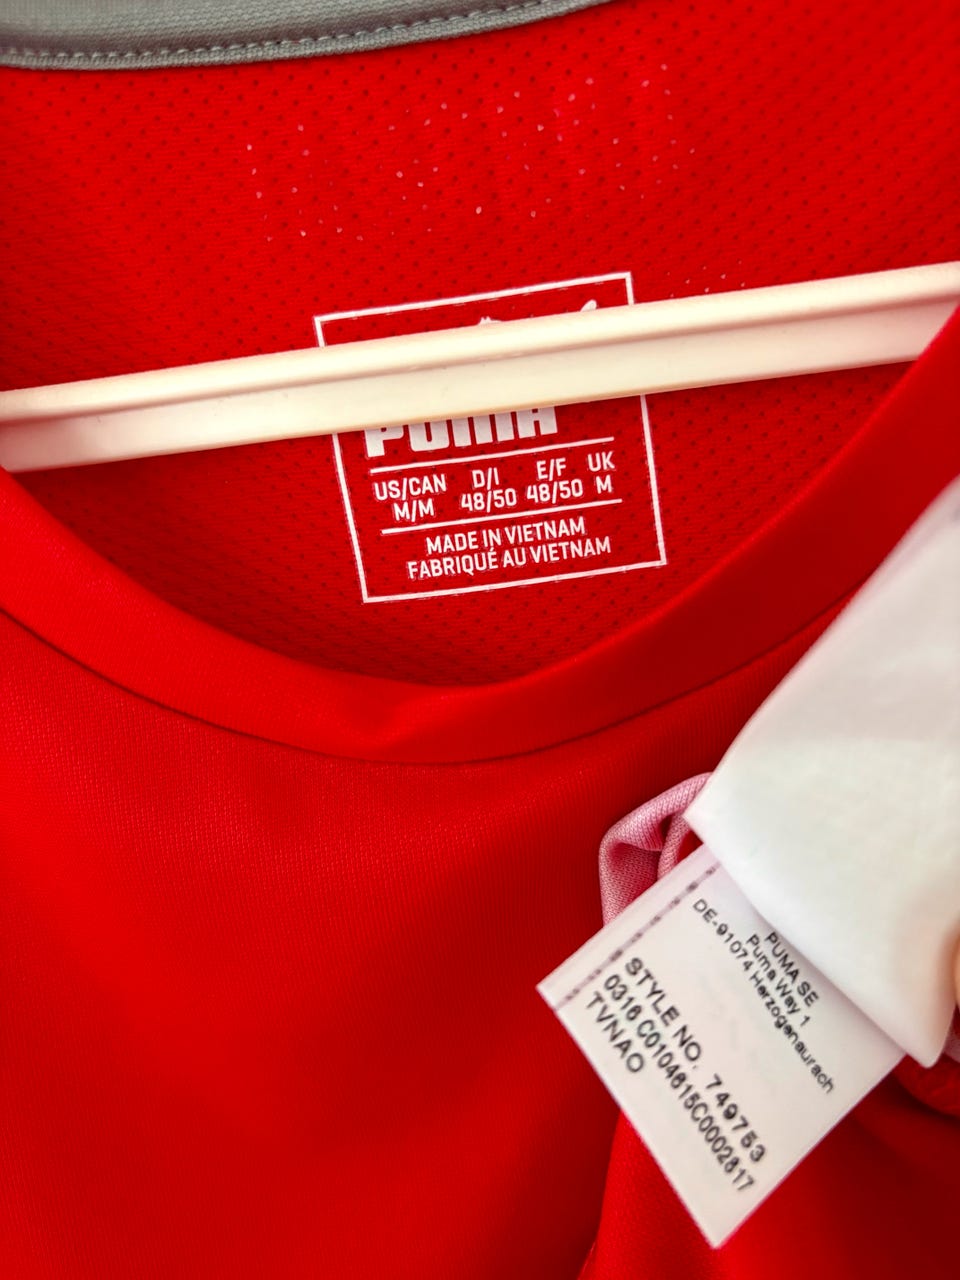 PUMA
US/CAN D/I E/F UK
M/M 48/50 48/50 M
MADE IN VIETNAM
FABRIQUÉ AU VIETNAM
PUMA SE
Puma Way 1
DE-91074 Herzogenaurach
STYLE NO. 749753
0316 C0104615C0002817
TVNAO